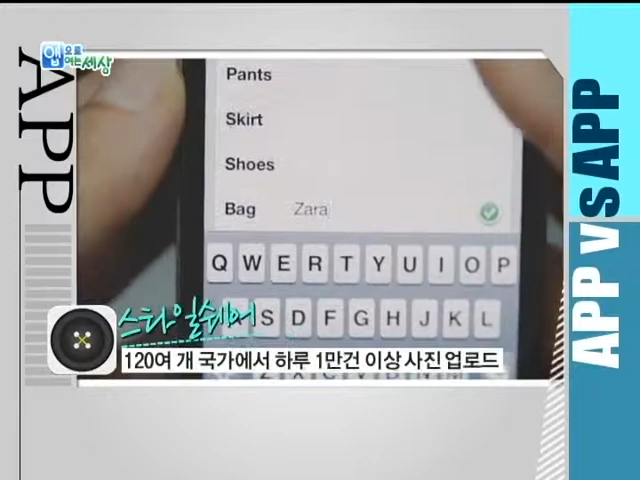 앱으로
여는세상
APP
Pants
Skirt
Shoes
Bag Zara
Q W E R T Y U I O P
S D F G H J K L
스타일쉐어
120여 개 국가에서 하루 1만건 이상 사진 업로드
APP vs APP